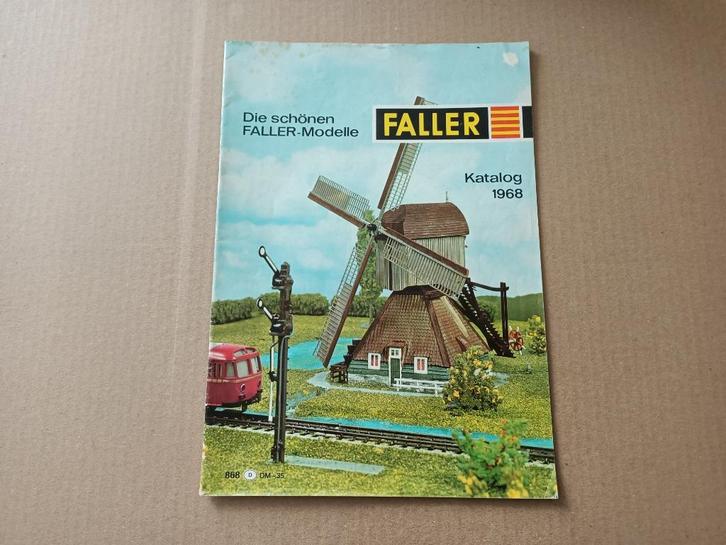 Die schönen
FALLER-Modelle
FALLER
Katalog
1968
868 D DM -.35